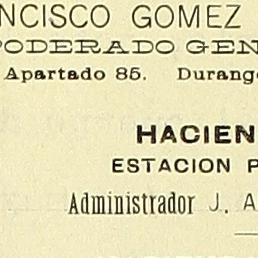 NCISCO GOMEZ
PODERADO GEN
Apartado 85. Durang
HACIEN
ESTACION P
Administrador J. A